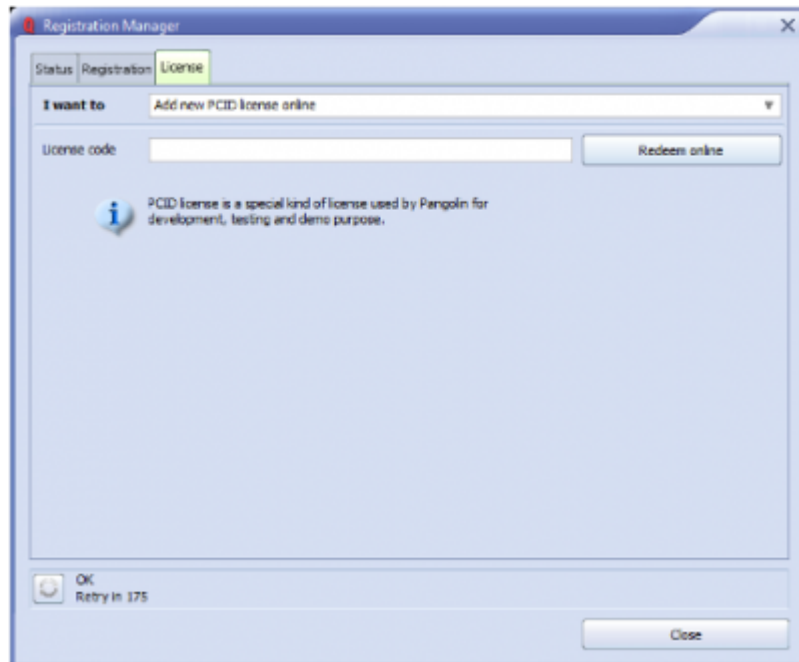 Registration Manager
Status Registration License
I want to Add new PCID license online
License code Redeem online
PCID license is a special kind of license used by Pangolin for
development, testing and demo purpose.
OK
Retry in 175
Close